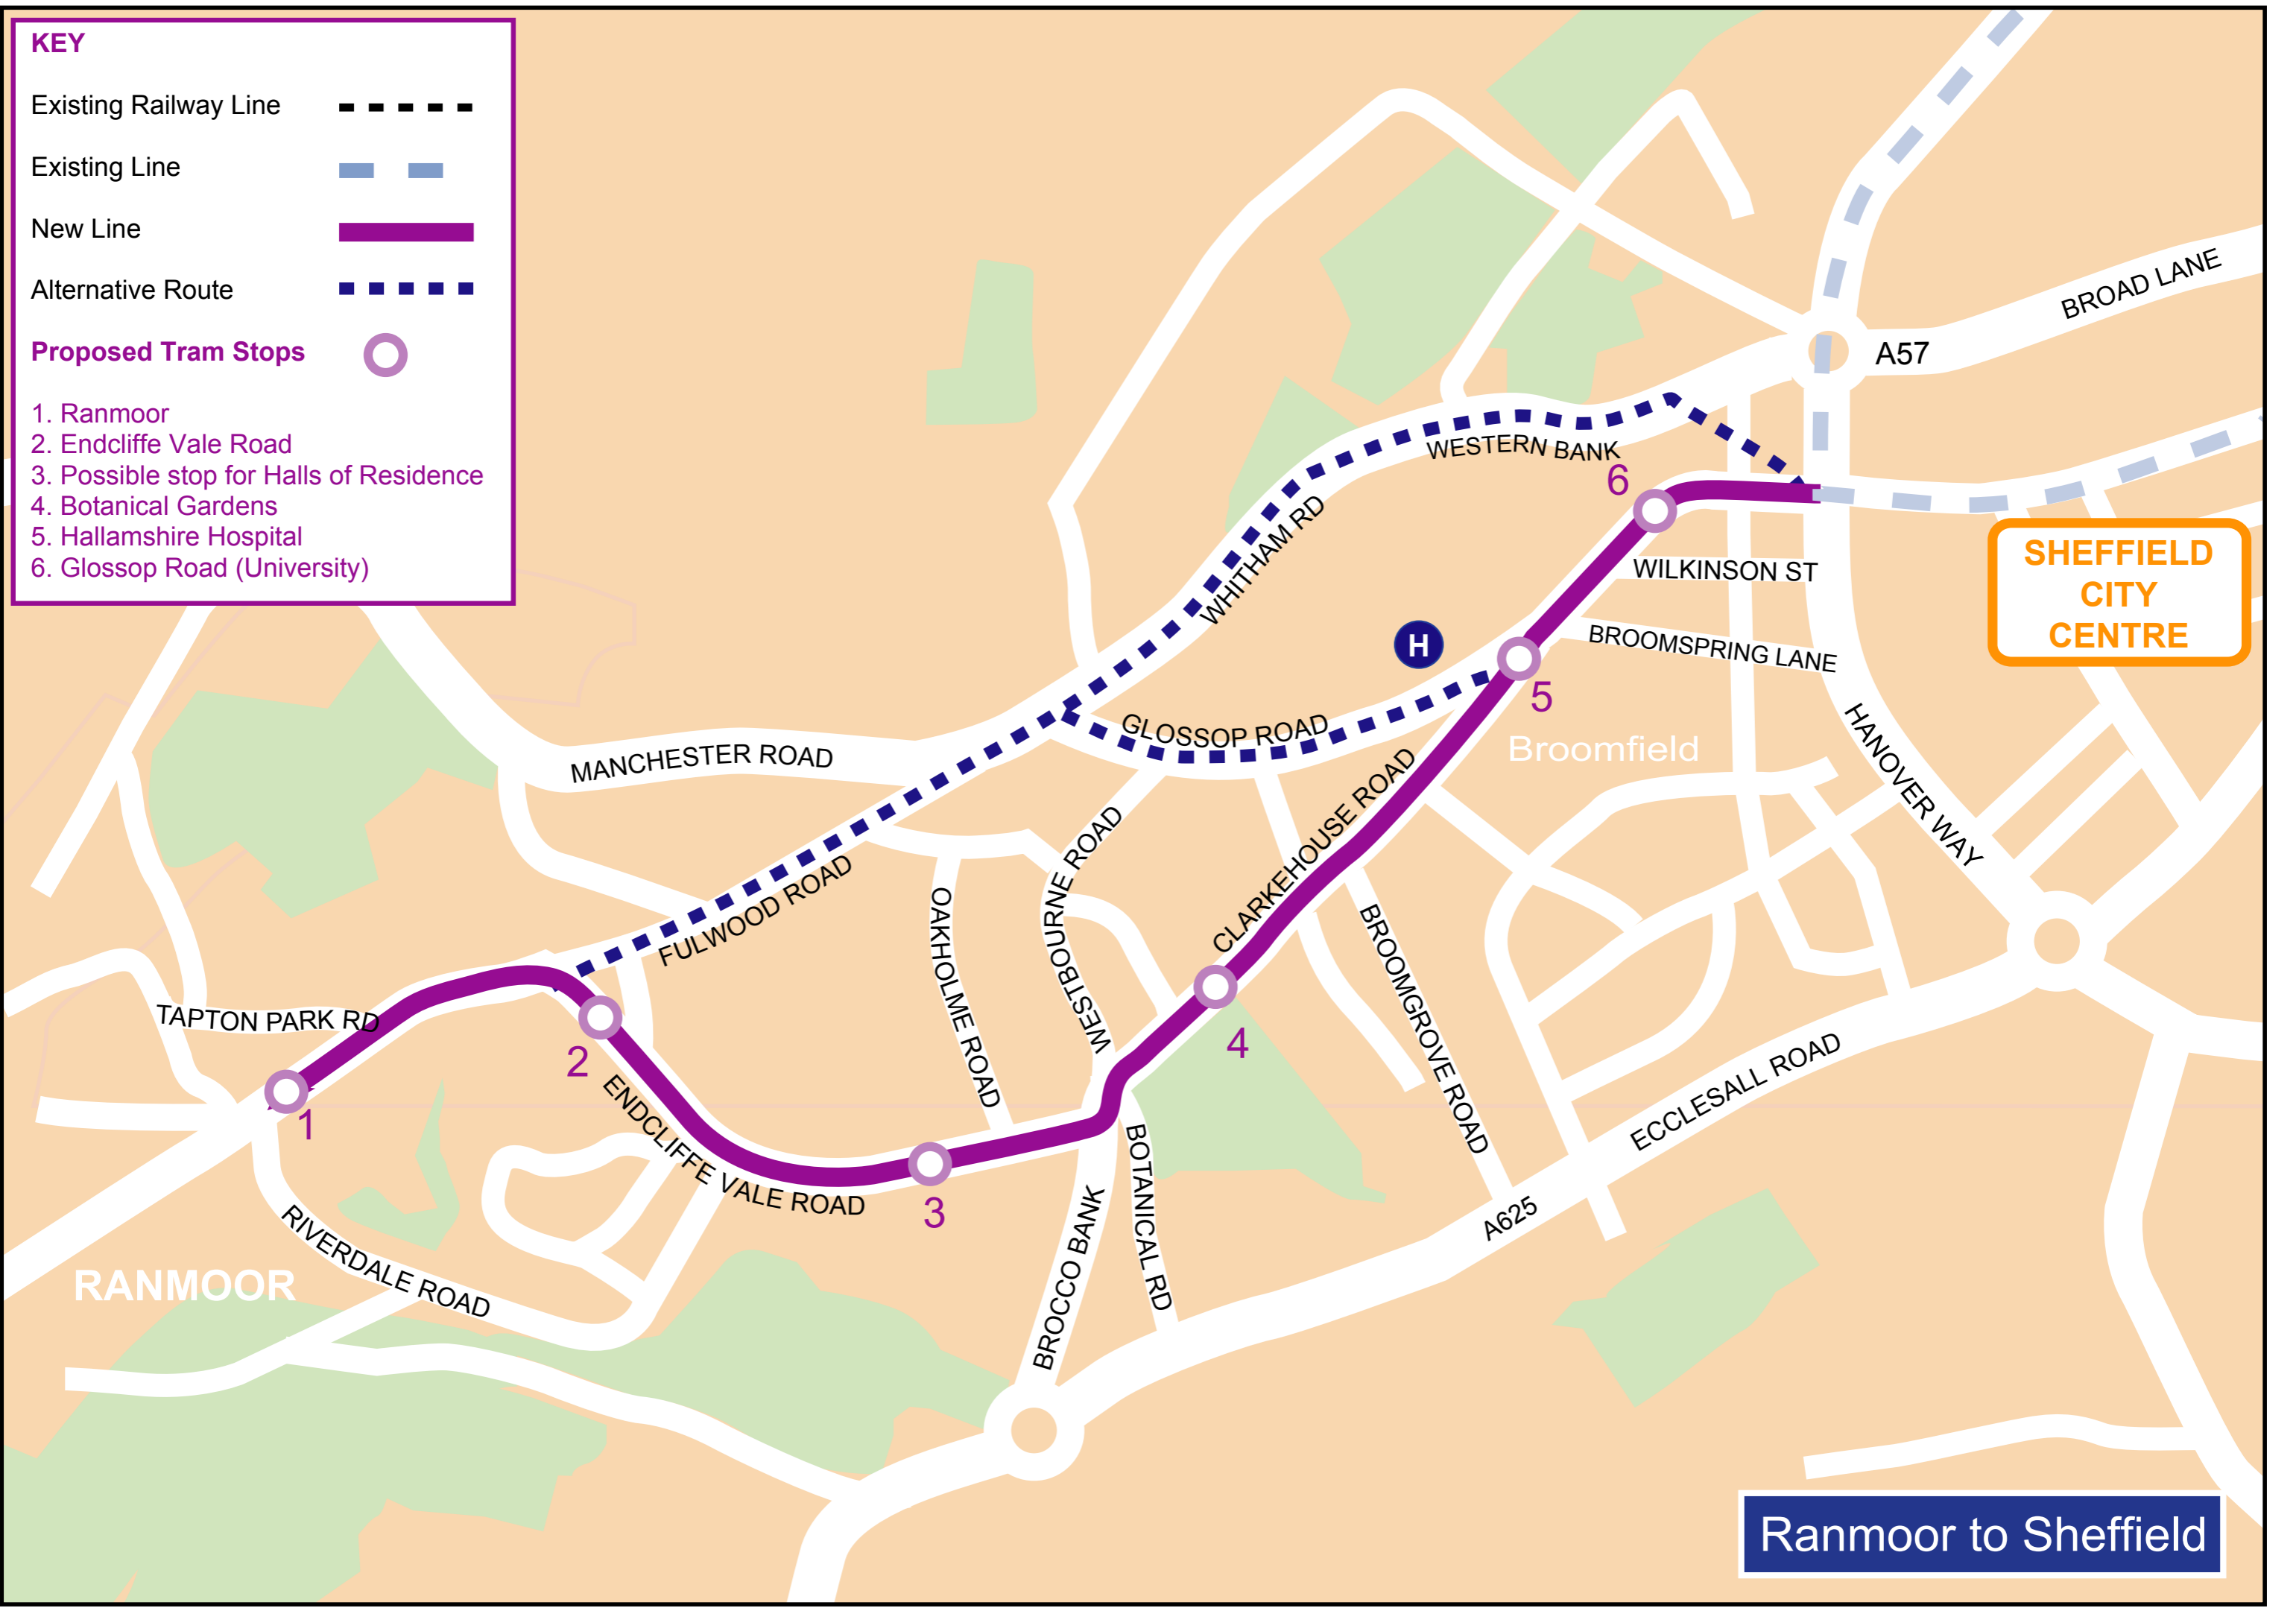 KEY
Existing Railway Line
Existing Line
New Line
Alternative Route
Proposed Tram Stops
1. Ranmoor
2. Endcliffe Vale Road
3. Possible stop for Halls of Residence
4. Botanical Gardens
5. Hallamshire Hospital
6. Glossop Road (University)
BROAD LANE
A57
WESTERN BANK
6
WHITHAM RD
SHEFFIELD
CITY
CENTRE
WILKINSON ST
H
BROOMSPRING LANE
5
GLOSSOP ROAD
Broomfield
MANCHESTER ROAD
HANOVER WAY
CLARKEHOUSE ROAD
WESTBOURNE ROAD
FULWOOD ROAD
OAKHOLME ROAD
BROOMGROVE ROAD
TAPTON PARK RD
2
4
1
ENDCLIFFE VALE ROAD
ECCLESALL ROAD
3
BOTANICAL RD
A625
BROCCO BANK
RIVERDALE ROAD
RANMOOR
Ranmoor to Sheffield